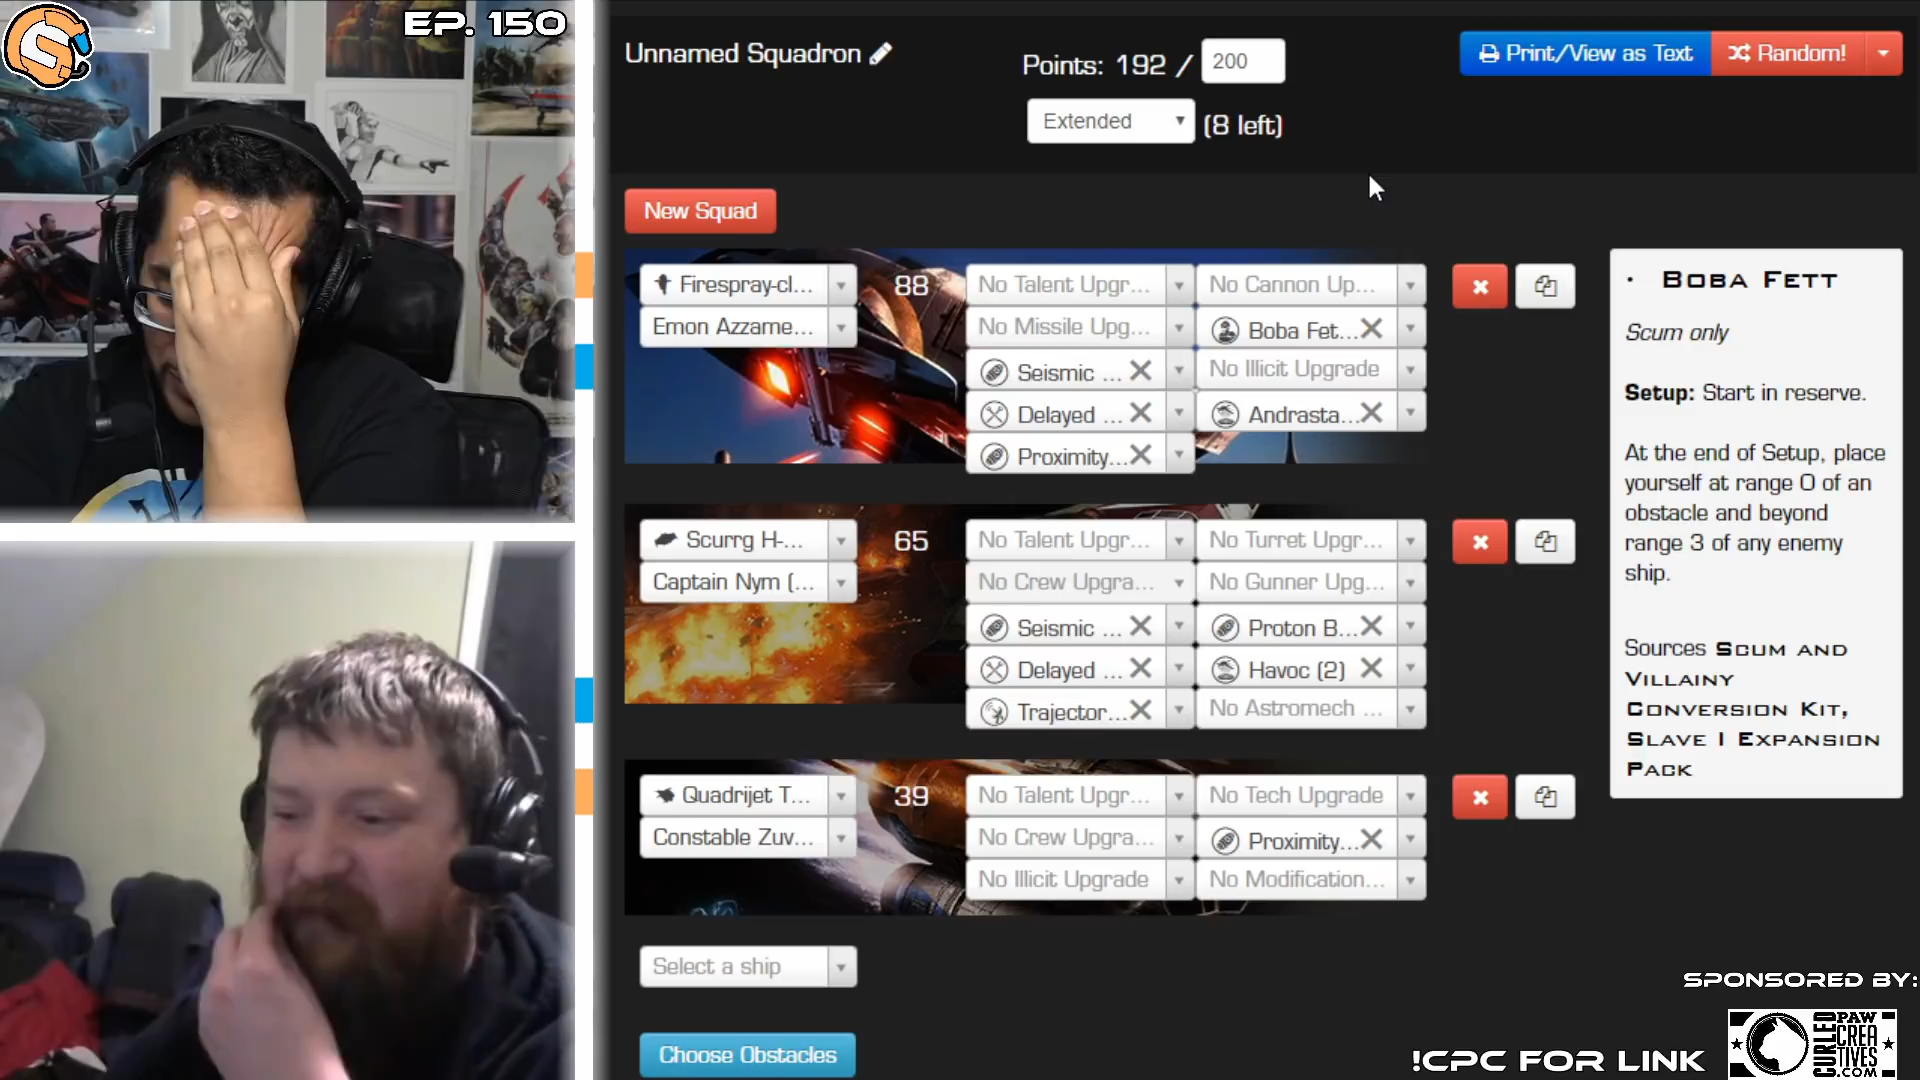 EP. 150
Unnamed Squadron
Points: 192 / 200
Extended (8 left)
Print/View as Text
Random!
New Squad
Firespray-cl...
Emon Azzame...
88
No Talent Upgr...
No Cannon Up...
No Missile Upg...
Boba Fet...
Seismic ...
No Illicit Upgrade
Delayed ...
Andrasta...
Proximity...
Scurrg H-...
Captain Nym (...
65
No Talent Upgr...
No Turret Upgr...
No Crew Upgra...
No Gunner Upg...
Seismic ...
Proton B...
Delayed ...
Havoc (2)
Trajector...
No Astromech ...
Quadrijet T...
Constable Zuv...
39
No Talent Upgr...
No Tech Upgrade
No Crew Upgra...
Proximity...
No Illicit Upgrade
No Modification...
Select a ship
Choose Obstacles
· BOBA FETT
Scum only
Setup: Start in reserve.
At the end of Setup, place
yourself at range 0 of an
obstacle and beyond
range 3 of any enemy
ship.
Sources SCUM AND
VILLAINY
CONVERSION KIT,
SLAVE I EXPANSION
PACK
SPONSORED BY:
!CPC FOR LINK
CURLED
PAW
CREA
TIVES
.COM